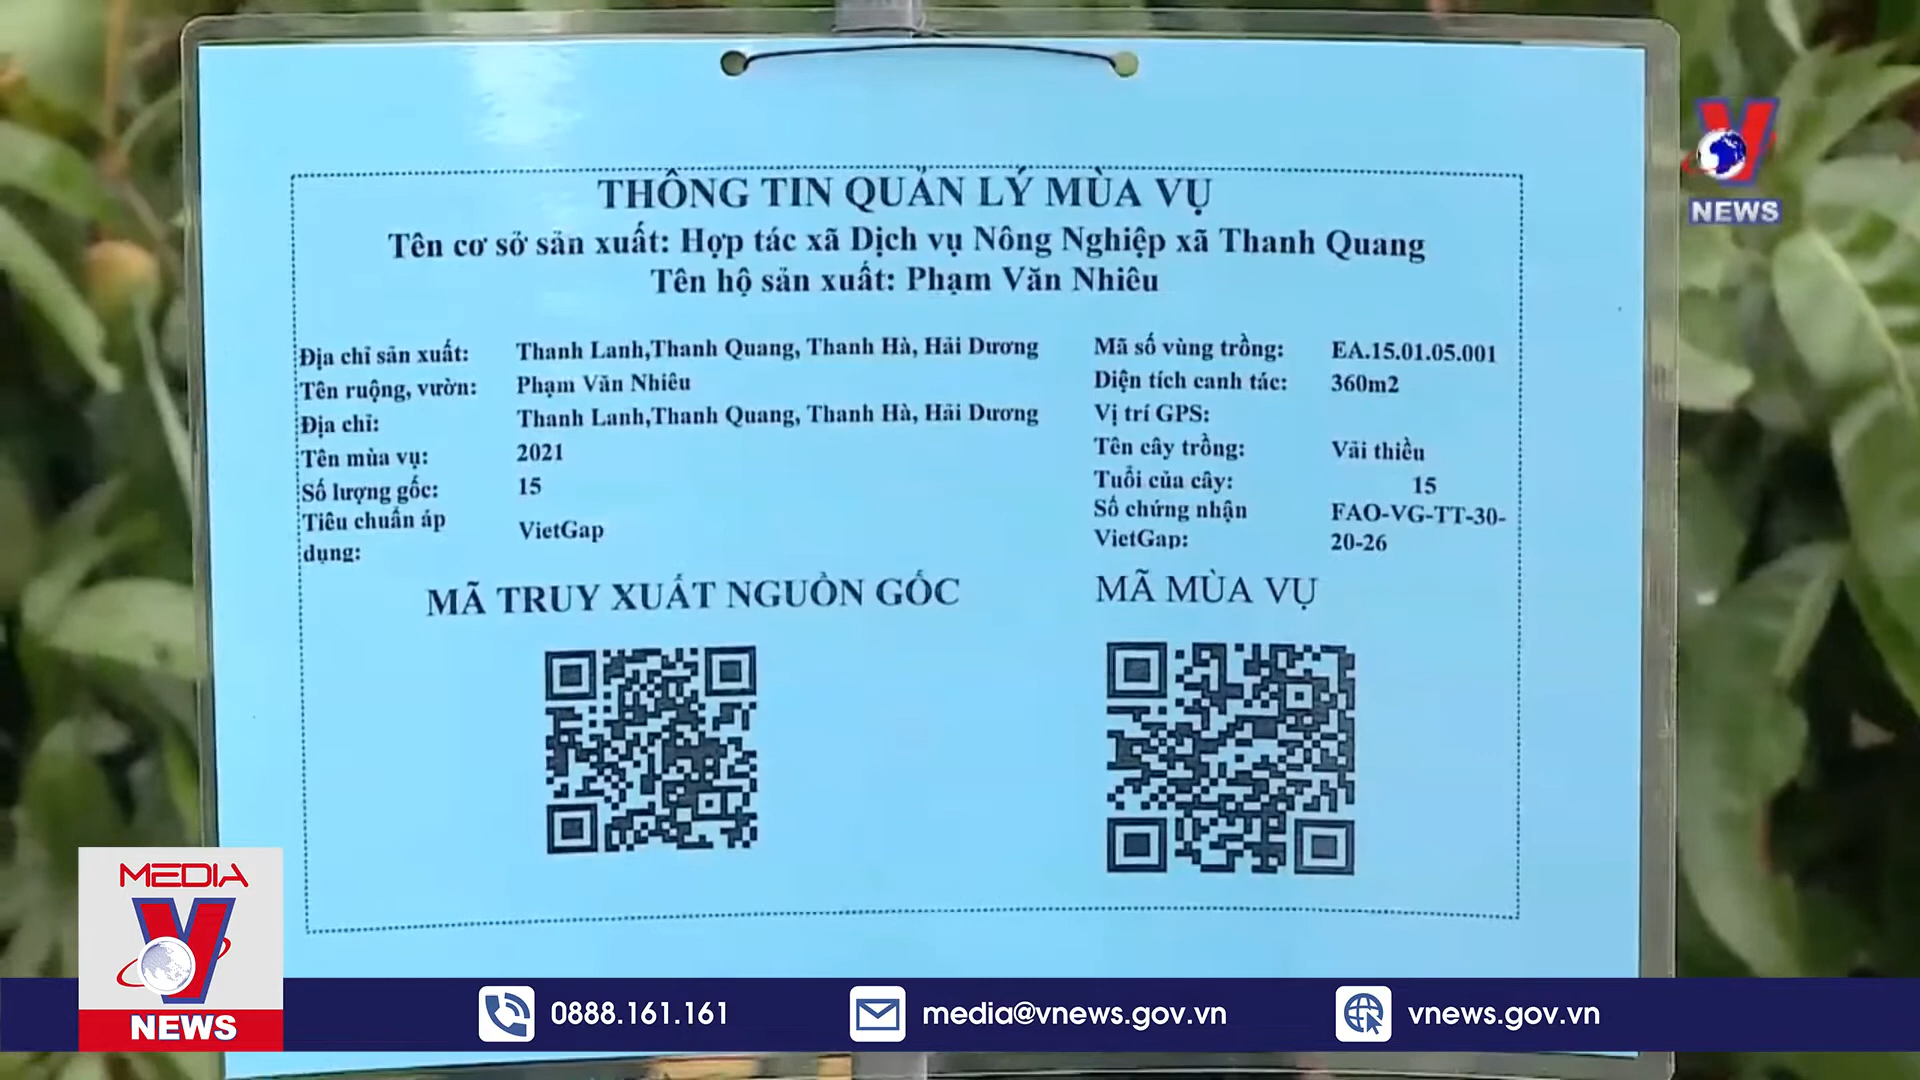 THÔNG TIN QUẢN LÝ MÙA VỤ
Tên cơ sở sản xuất: Hợp tác xã Dịch vụ Nông Nghiệp xã Thanh Quang
Tên hộ sản xuất: Phạm Văn Nhiêu
Địa chỉ sản xuất: Thanh Lanh,Thanh Quang, Thanh Hà, Hải Dương
Tên ruộng, vườn: Phạm Văn Nhiêu
Địa chỉ: Thanh Lanh,Thanh Quang, Thanh Hà, Hải Dương
Tên mùa vụ: 2021
Số lượng gốc: 15
Tiêu chuẩn áp
dụng: VietGap
Mã số vùng trồng: EA.15.01.05.001
Diện tích canh tác: 360m2
Vị trí GPS:
Tên cây trồng: Vải thiều
Tuổi của cây: 15
Số chứng nhận FAO-VG-TT-30-
VietGap: 20-26
MÃ TRUY XUẤT NGUỒN GỐC
MÃ MÙA VỤ
V
NEWS
MEDIA
V
NEWS
0888.161.161
media@vnews.gov.vn
vnews.gov.vn